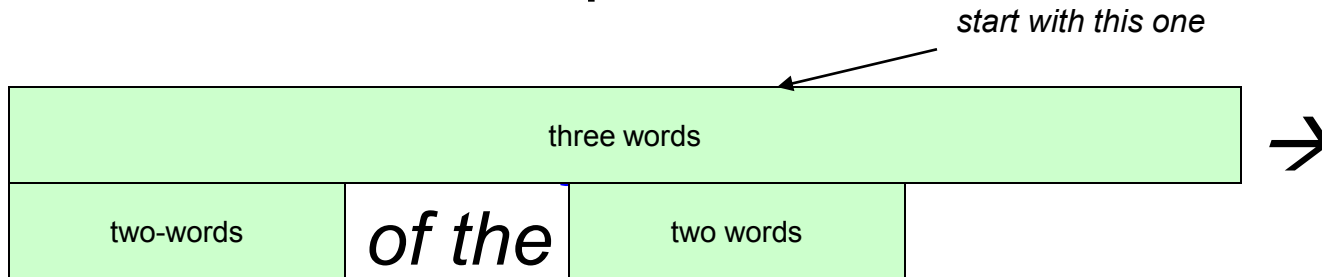 start with this one
three words →
two-words of the two words